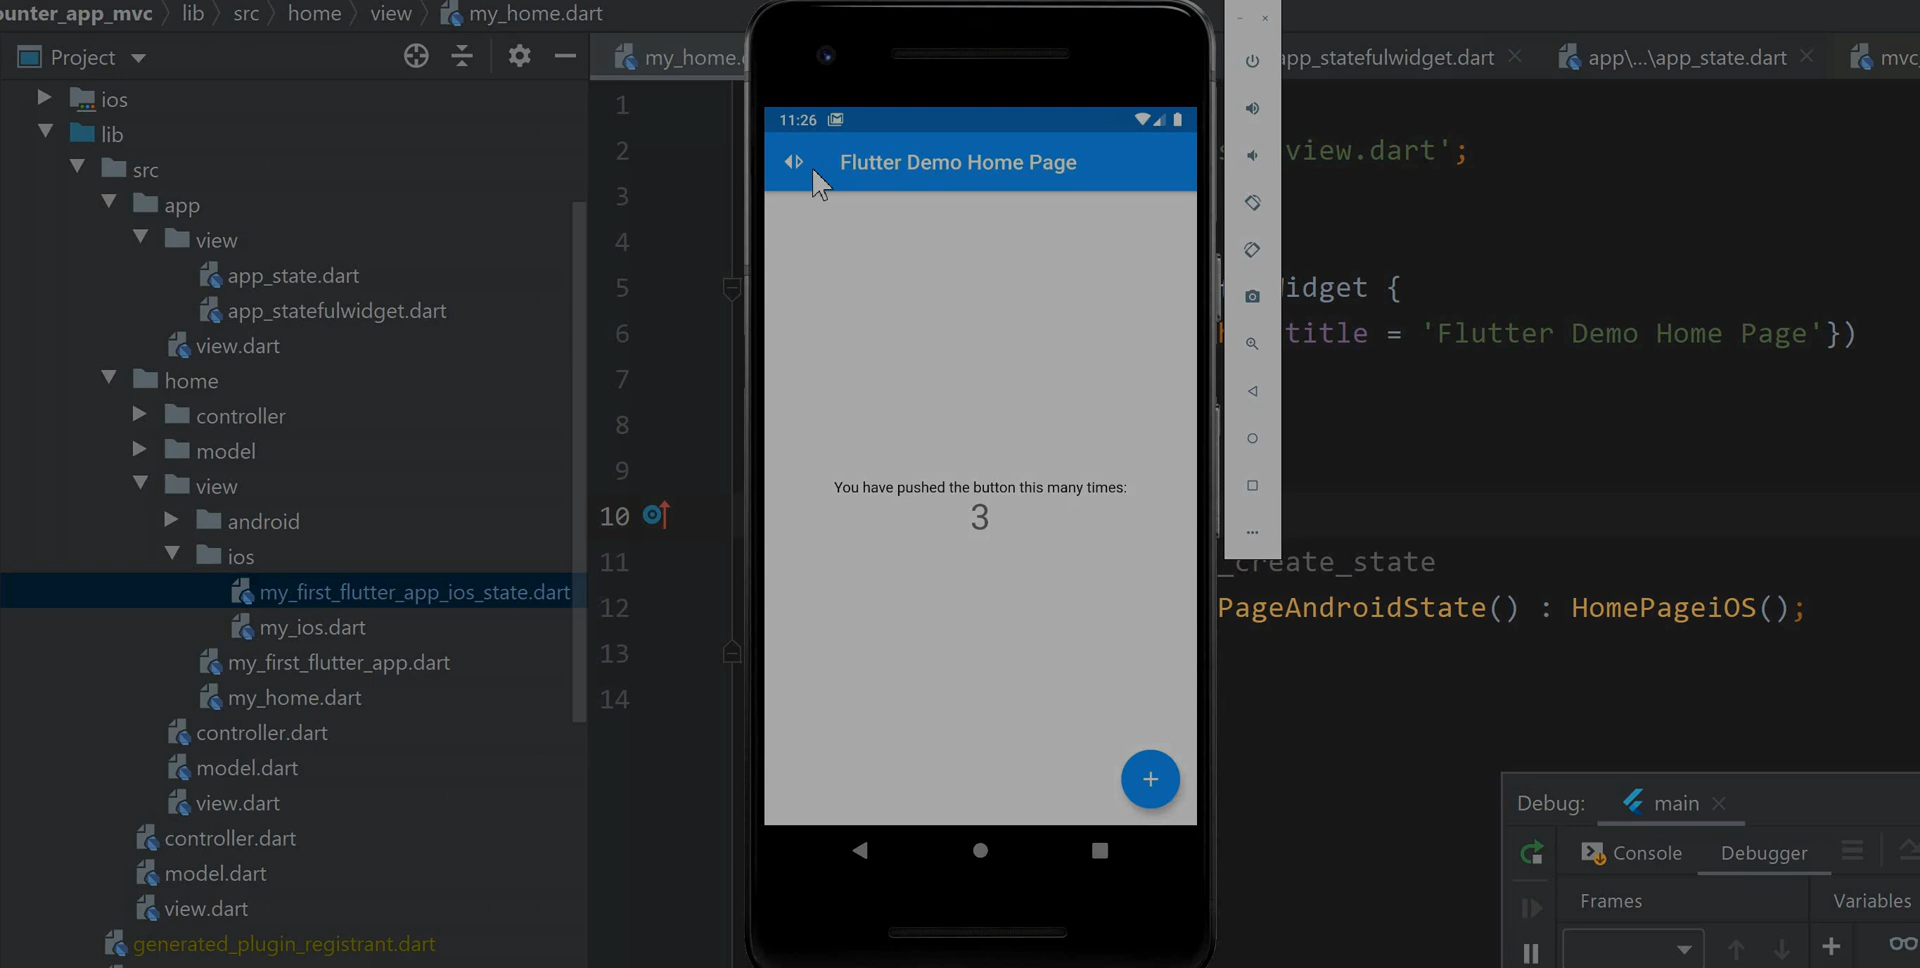 ounter_app_mvc lib src home view my_home.dart
Project
my_home.
app_statefulwidget.dart
app\...\app_state.dart
mvc
ios
lib
src
app
view
app_state.dart
app_statefulwidget.dart
view.dart
home
controller
model
view
android
ios
my_first_flutter_app_ios_state.dart
my_ios.dart
my_first_flutter_app.dart
my_home.dart
controller.dart
model.dart
view.dart
controller.dart
model.dart
view.dart
generated_plugin_registrant.dart
1
2
3
4
5
6
7
8
9
10
11
12
13
14
11:26
Flutter Demo Home Page
You have pushed the button this many times:
3
+
view.dart';
idget {
title = 'Flutter Demo Home Page'})
_create_state
PageAndroidState() : HomePageiOS();
Debug: main
Console Debugger
Frames Variables